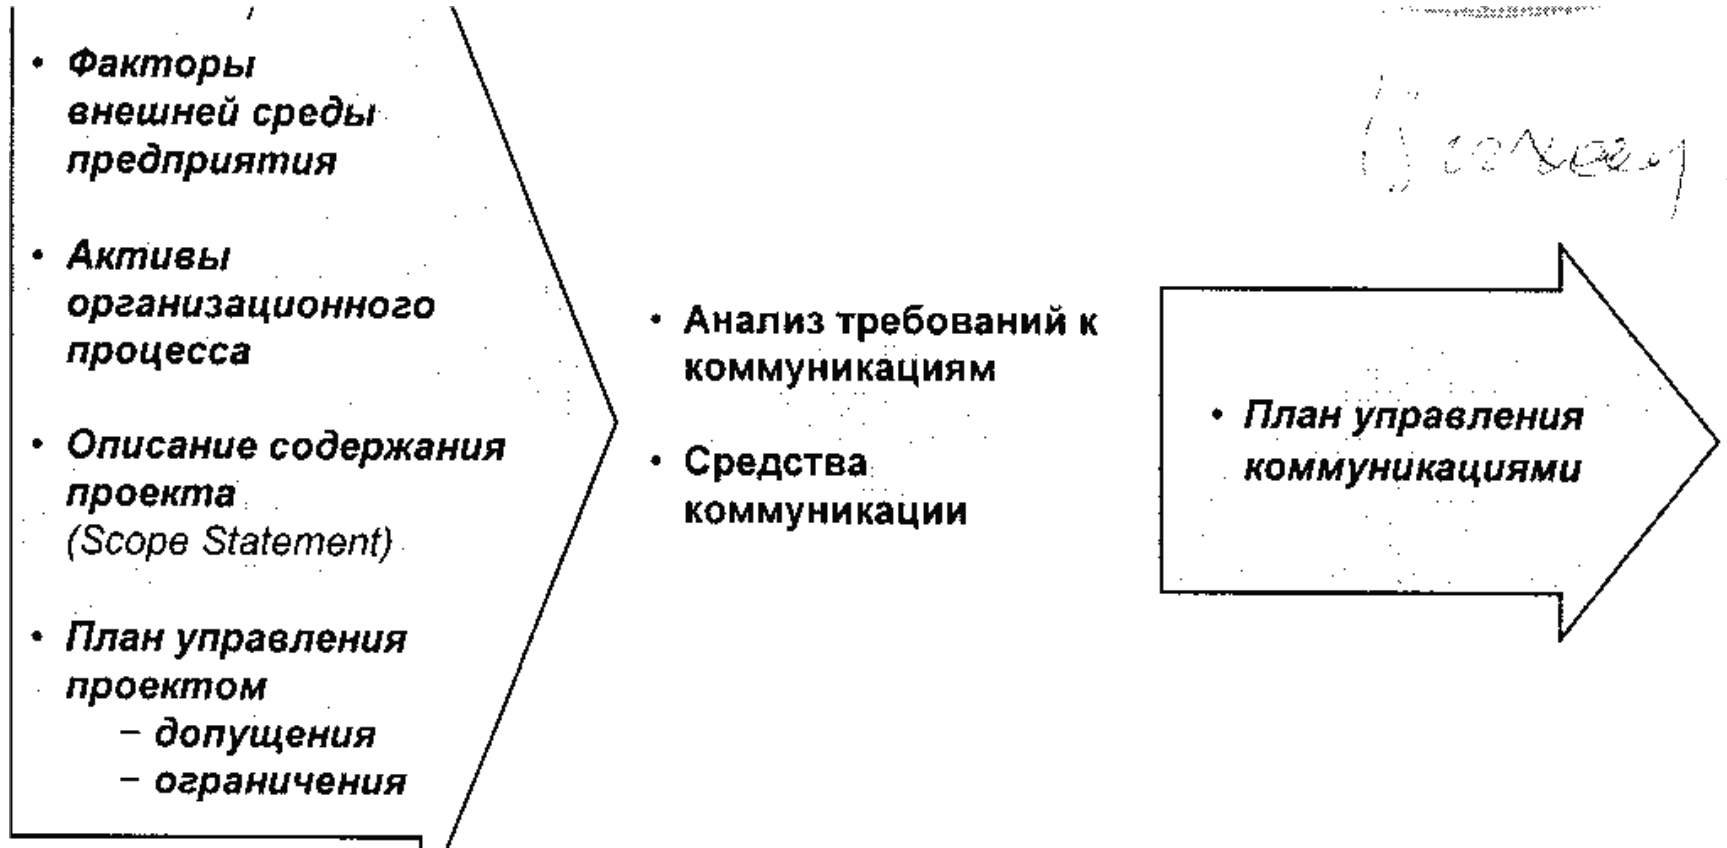 • Факторы
внешней среды
предприятия
• Активы
организационного
процесса
• Описание содержания
проекта
(Scope Statement)
• План управления
проектом
– допущения
– ограничения
• Анализ требований к
коммуникациям
• Средства
коммуникации
• План управления
коммуникациями